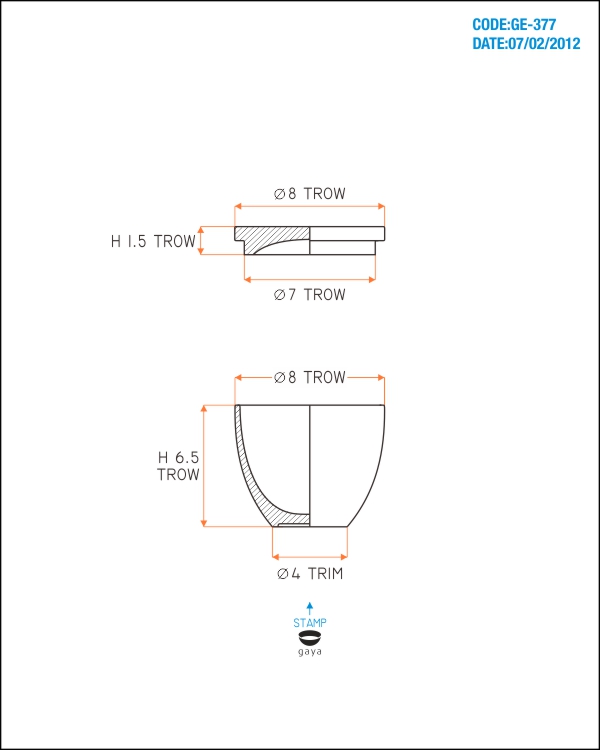 CODE:GE-377
DATE:07/02/2012
Ø8 TROW
H 1.5 TROW
Ø7 TROW
Ø8 TROW
H 6.5
TROW
Ø4 TRIM
STAMP
gaya